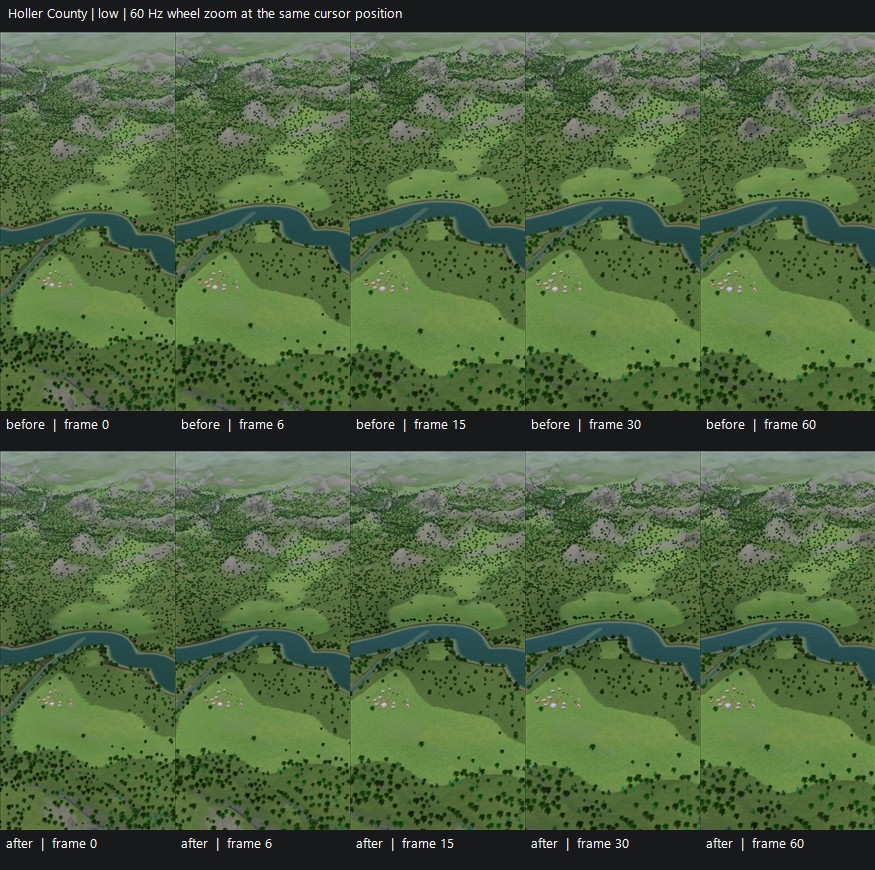 Holler County | low | 60 Hz wheel zoom at the same cursor position
before | frame 0
before | frame 6
before | frame 15
before | frame 30
before | frame 60
after | frame 0
after | frame 6
after | frame 15
after | frame 30
after | frame 60